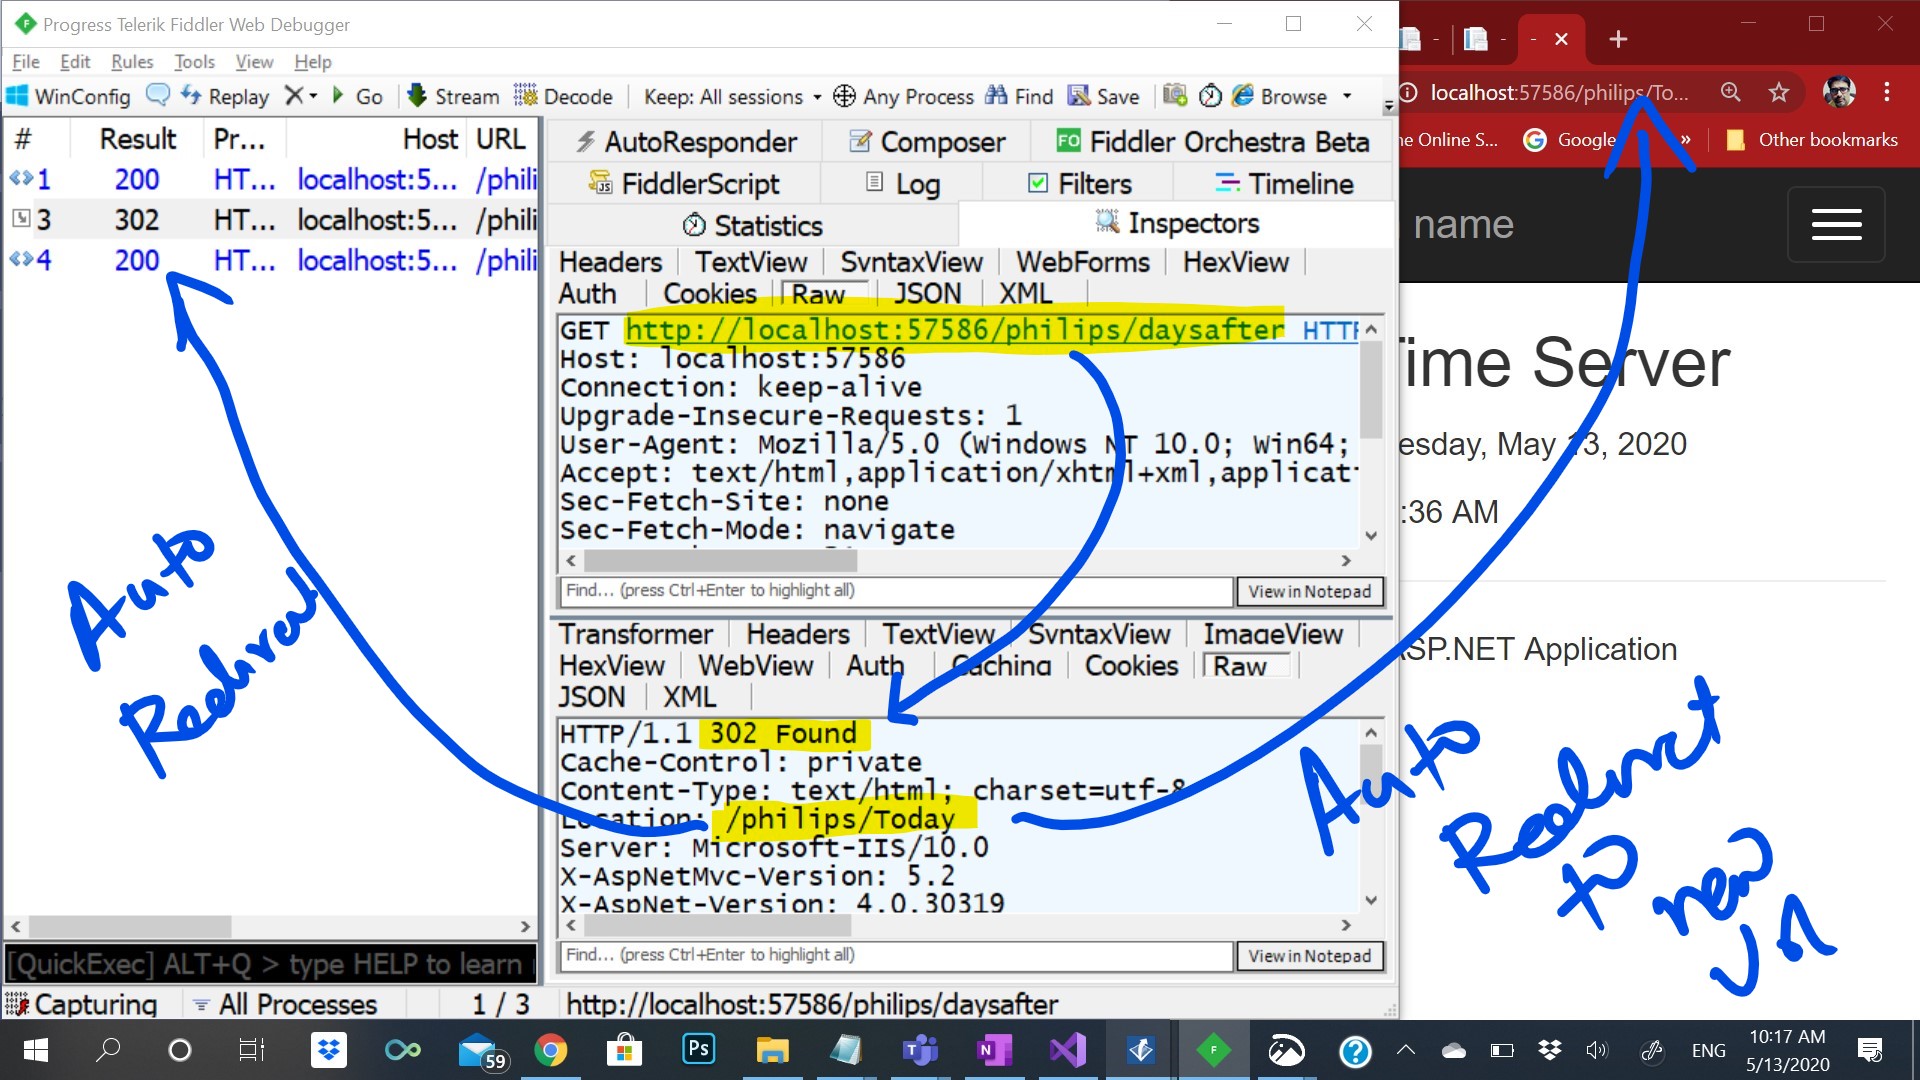 Progress Telerik Fiddler Web Debugger
File Edit Rules Tools View Help
WinConfig Replay Go Stream Decode Keep: All sessions Any Process Find Save Browse
# Result Pr... Host URL
1 200 HT... localhost:5... /phili
3 302 HT... localhost:5... /phili
4 200 HT... localhost:5... /phili
Auto
Redirect
[QuickExec] ALT+Q > type HELP to learn
Capturing All Processes 1 / 3 http://localhost:57586/philips/daysafter
AutoResponder Composer FO Fiddler Orchestra Beta
FiddlerScript Log Filters Timeline
Statistics Inspectors
Headers TextView SyntaxView WebForms HexView
Auth Cookies Raw JSON XML
GET http://localhost:57586/philips/daysafter HTTP
Host: localhost:57586
Connection: keep-alive
Upgrade-Insecure-Requests: 1
User-Agent: Mozilla/5.0 (Windows NT 10.0; Win64;
Accept: text/html,application/xhtml+xml,applicat
Sec-Fetch-Site: none
Sec-Fetch-Mode: navigate
Find... (press Ctrl+Enter to highlight all) View in Notepad
Transformer Headers TextView SyntaxView ImageView
HexView WebView Auth Caching Cookies Raw
JSON XML
HTTP/1.1 302 Found
Cache-Control: private
Content-Type: text/html; charset=utf-8
Location: /philips/Today
Server: Microsoft-IIS/10.0
X-AspNetMvc-Version: 5.2
X-AspNet-Version: 4.0.30319
Find... (press Ctrl+Enter to highlight all) View in Notepad
localhost:57586/philips/To...
ne Online S... Google » Other bookmarks
name
Time Server
esday, May 13, 2020
:36 AM
ASP.NET Application
Auto
Redirect
to
new
59 Ps ENG 10:17 AM
5/13/2020